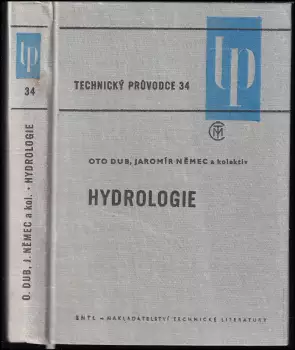 tp
34
O. DUB, J. NĚMEC a kol. • HYDROLOGIE
tp
TECHNICKÝ PRŮVODCE 34
OTO DUB, JAROMÍR NĚMEC a kolektiv
HYDROLOGIE
SNTL – NAKLADATELSTVÍ TECHNICKÉ LITERATURY